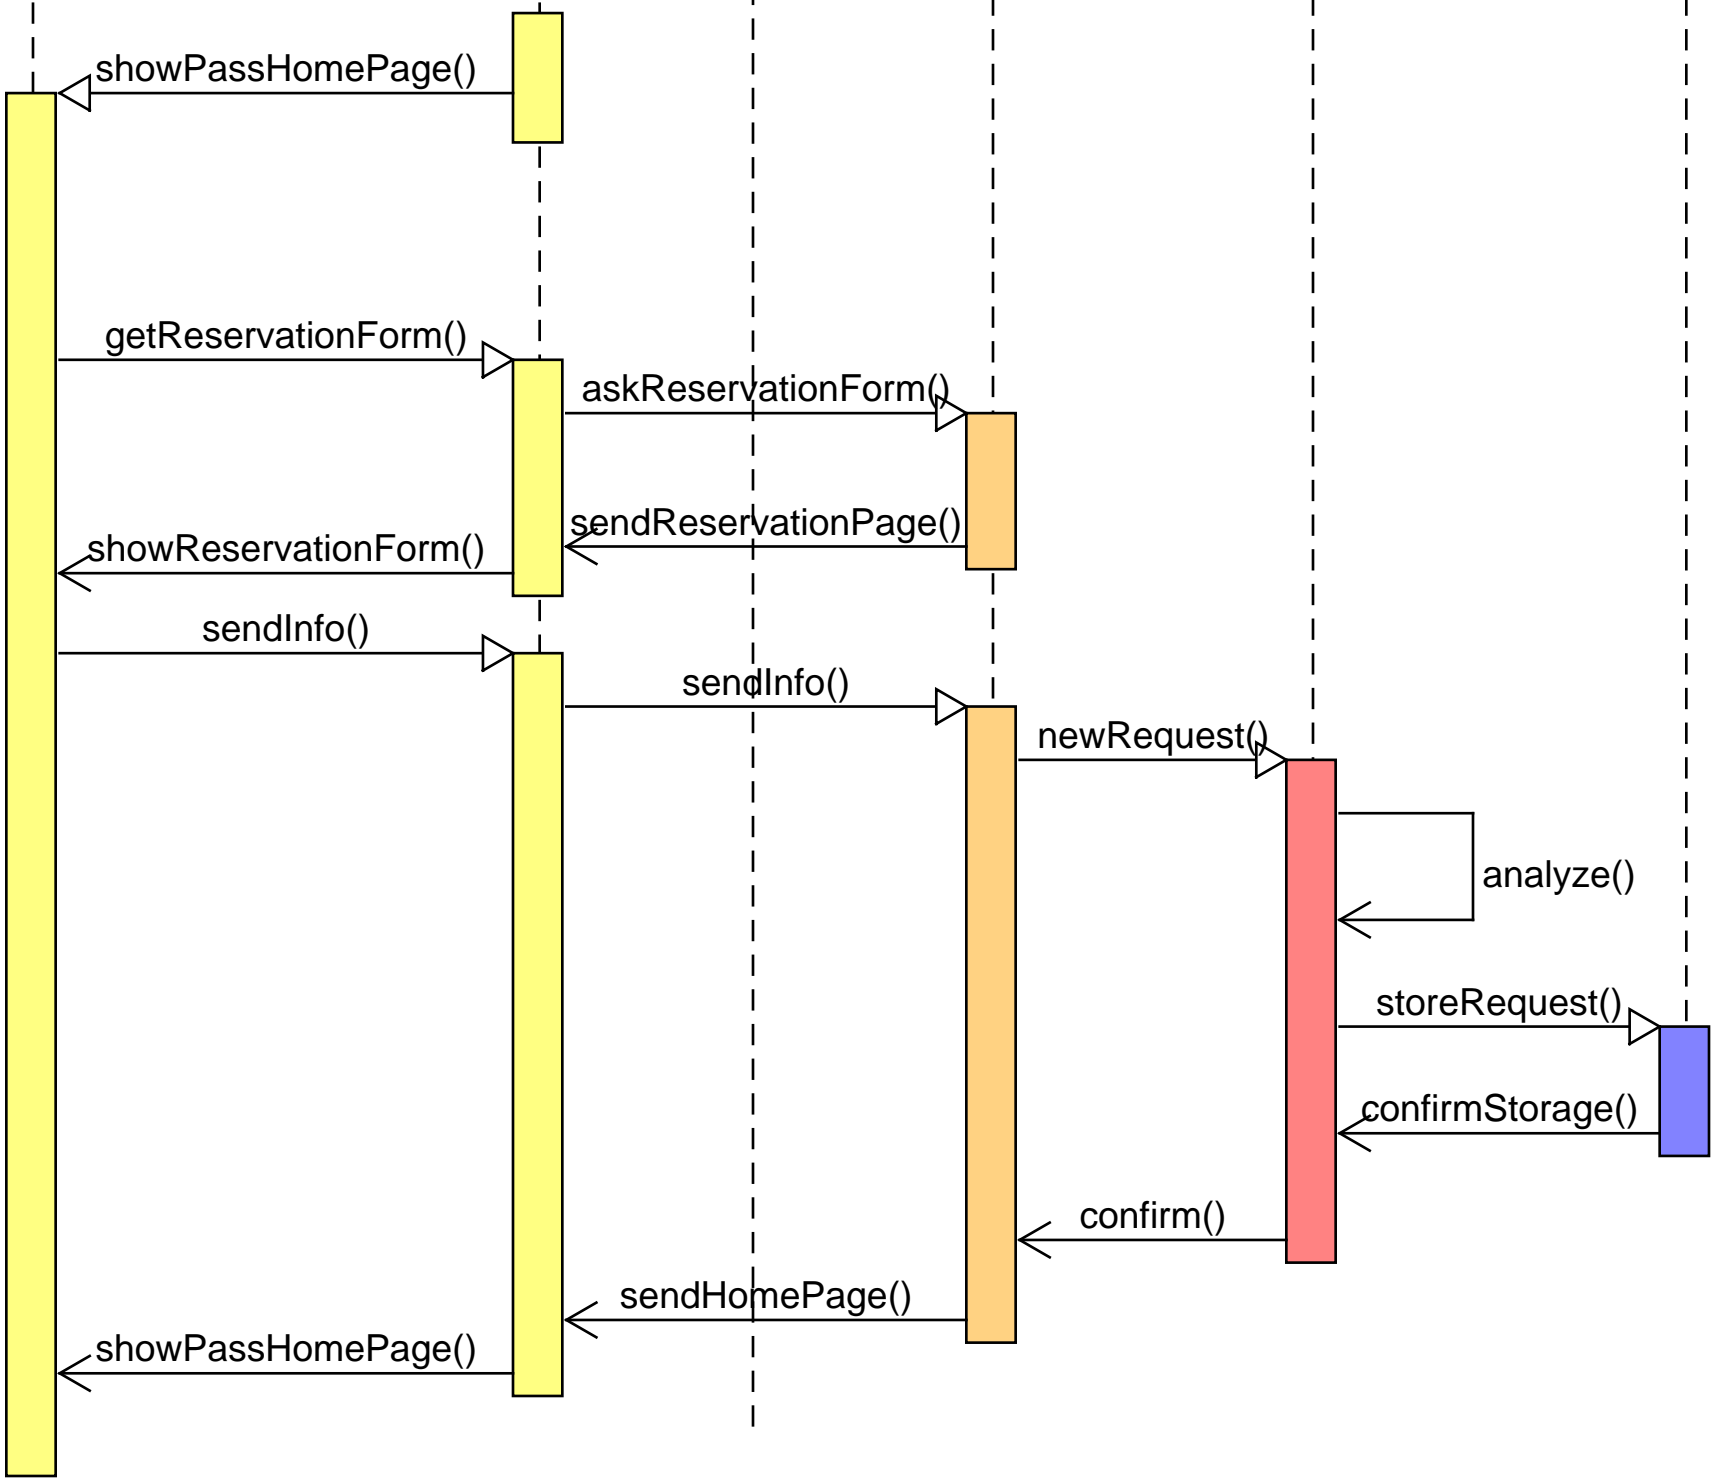 showPassHomePage()
getReservationForm()
askReservationForm()
sendReservationPage()
showReservationForm()
sendInfo()
sendInfo()
newRequest()
analyze()
storeRequest()
confirmStorage()
confirm()
sendHomePage()
showPassHomePage()